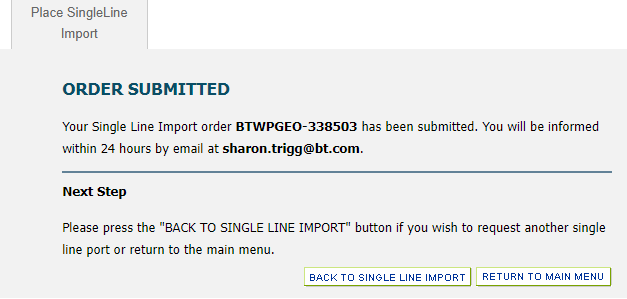 Place SingleLine
Import
ORDER SUBMITTED
Your Single Line Import order BTWPGEO-338503 has been submitted. You will be informed
within 24 hours by email at sharon.trigg@bt.com.
Next Step
Please press the "BACK TO SINGLE LINE IMPORT" button if you wish to request another single
line port or return to the main menu.
BACK TO SINGLE LINE IMPORT
RETURN TO MAIN MENU